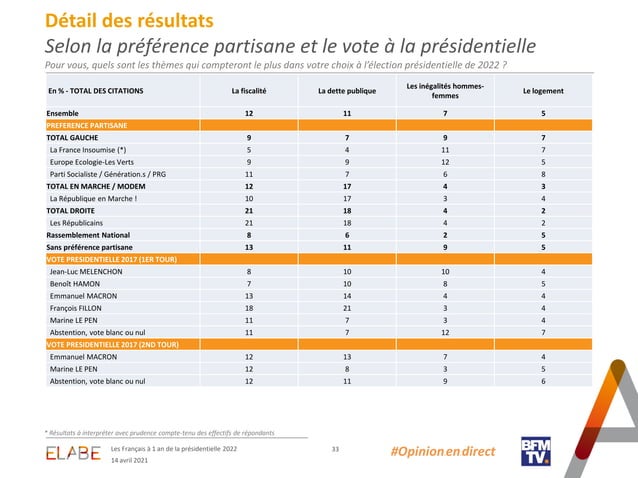 Détail des résultats
Selon la préférence partisane et le vote à la présidentielle
Pour vous, quels sont les thèmes qui compteront le plus dans votre choix à l'élection présidentielle de 2022 ?
En % - TOTAL DES CITATIONS La fiscalité La dette publique Les inégalités hommes-
femmes Le logement
Ensemble 12 11 7 5
PREFERENCE PARTISANE
TOTAL GAUCHE 9 7 9 7
La France Insoumise (*) 5 4 11 7
Europe Ecologie-Les Verts 9 9 12 5
Parti Socialiste / Génération.s / PRG 11 7 6 8
TOTAL EN MARCHE / MODEM 12 17 4 3
La République en Marche ! 10 17 3 4
TOTAL DROITE 21 18 4 2
Les Républicains 21 18 4 2
Rassemblement National 8 6 2 5
Sans préférence partisane 13 11 9 5
VOTE PRESIDENTIELLE 2017 (1ER TOUR)
Jean-Luc MELENCHON 8 10 10 4
Benoît HAMON 7 10 8 5
Emmanuel MACRON 13 14 4 4
François FILLON 18 21 3 4
Marine LE PEN 11 7 3 4
Abstention, vote blanc ou nul 11 7 12 7
VOTE PRESIDENTIELLE 2017 (2ND TOUR)
Emmanuel MACRON 12 13 7 4
Marine LE PEN 12 8 3 5
Abstention, vote blanc ou nul 12 11 9 6
* Résultats à interpréter avec prudence compte-tenu des effectifs de répondants
ELABE
Les Français à 1 an de la présidentielle 2022
14 avril 2021
33
#Opinionendirect
BFM
TV.